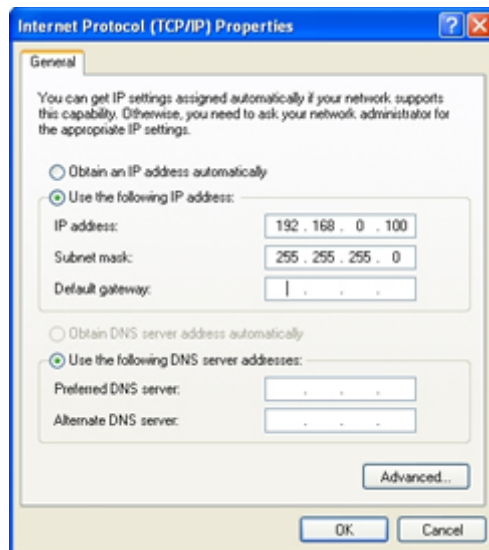 Internet Protocol (TCP/IP) Properties
General
You can get IP settings assigned automatically if your network supports
this capability. Otherwise, you need to ask your network administrator for
the appropriate IP settings.
Obtain an IP address automatically
Use the following IP address:
IP address: 192 . 168 . 0 . 100
Subnet mask: 255 . 255 . 255 . 0
Default gateway: . . .
Obtain DNS server address automatically
Use the following DNS server addresses:
Preferred DNS server: . . .
Alternate DNS server: . . .
Advanced...
OK Cancel